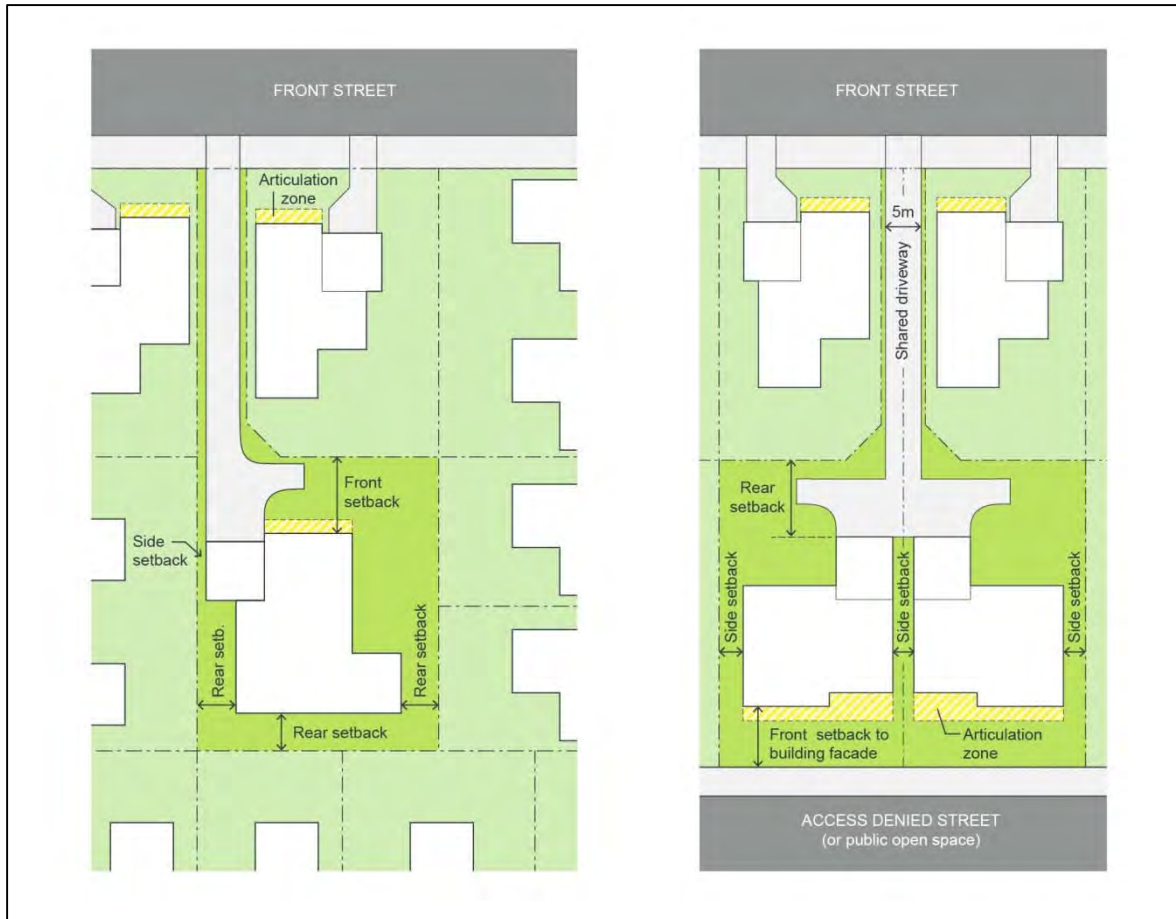 FRONT STREET
Articulation
zone
Front
setback
Side
setback
Rear setb.
Rear setback
Rear setback
FRONT STREET
5m
Shared driveway
Rear
setback
Side setback
Side setback
Side setback
Front setback to
building facade
Articulation
zone
ACCESS DENIED STREET
(or public open space)